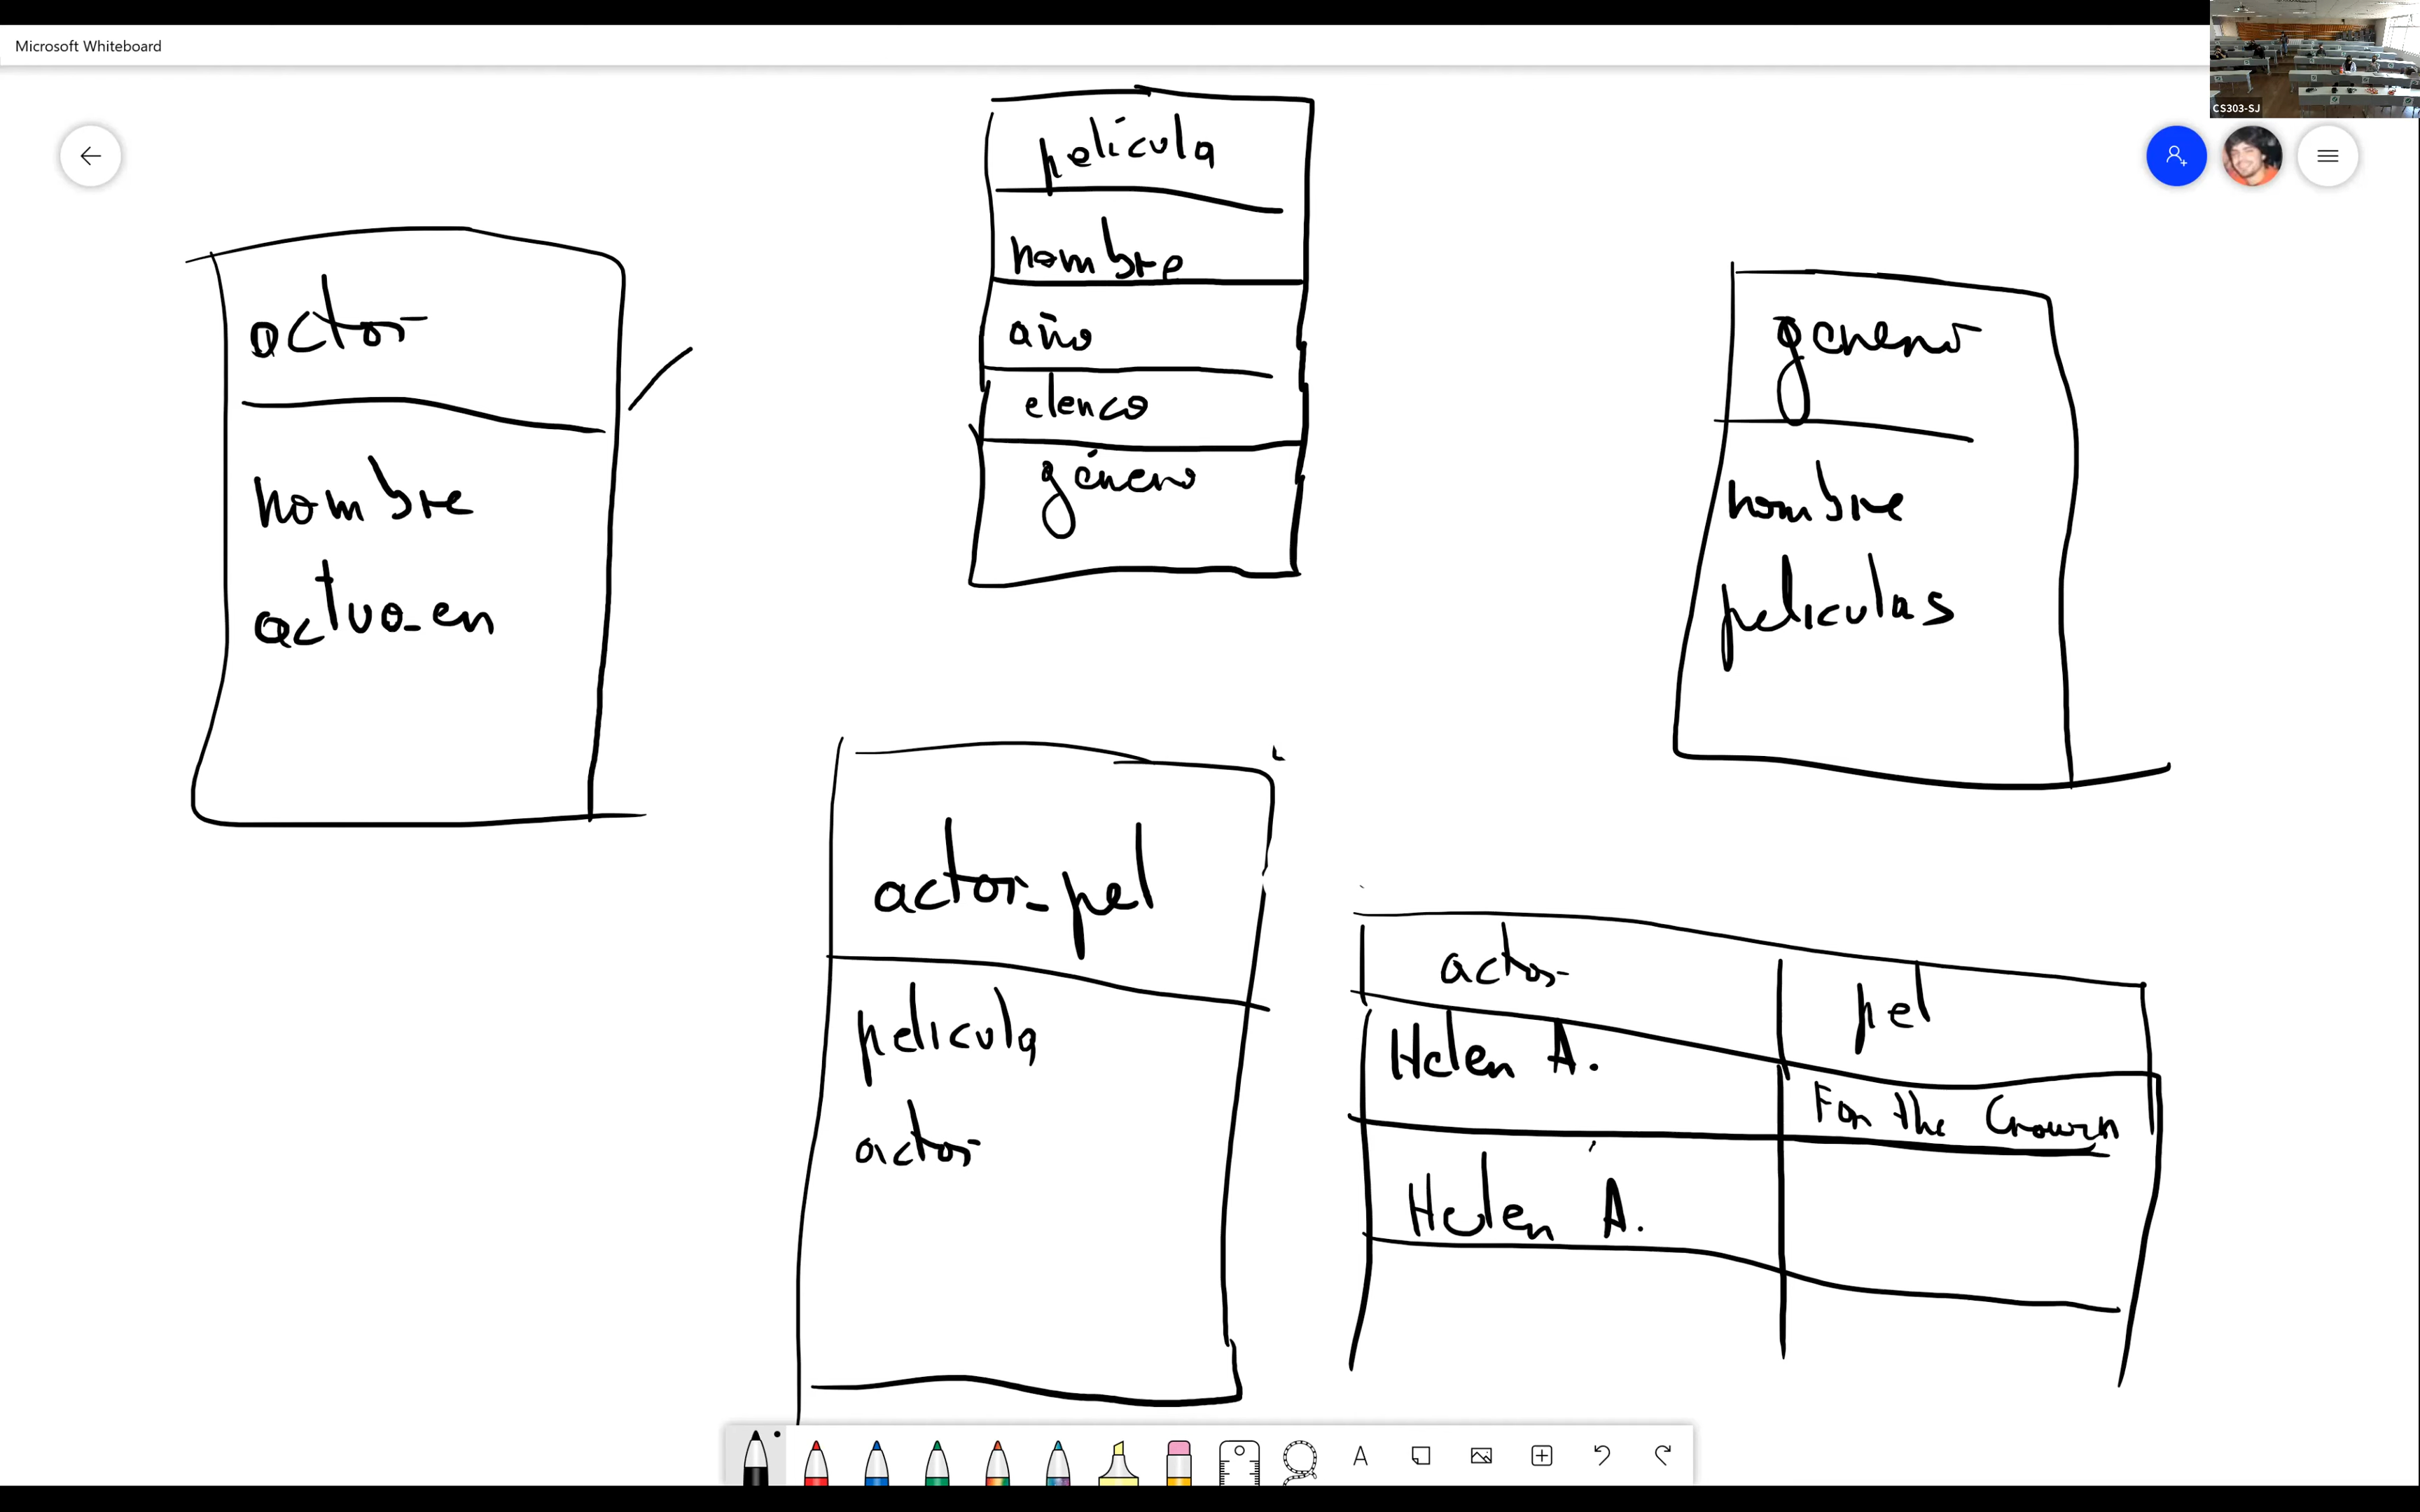 Microsoft Whiteboard
CS303-SJ
película
nombre
año
elenco
género
actor
nombre
actuo_en
genero
nombre
peliculas
actor_pel
pelicula
actor
actor
pel
Helen A.
For the Crown
Helen A.
A